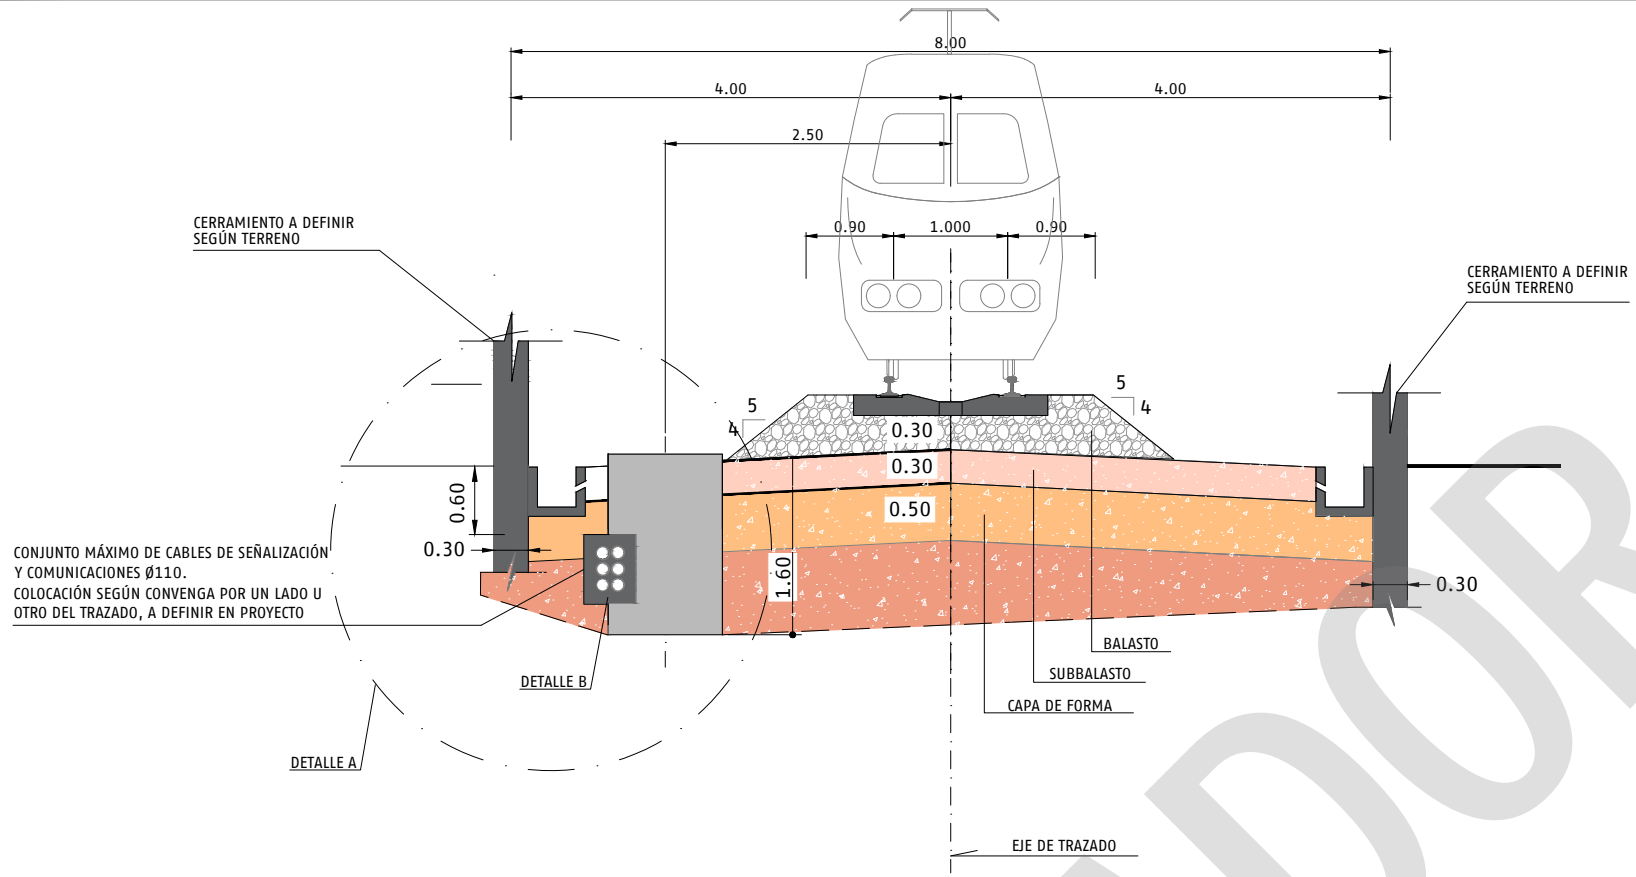 8.00
4.00
4.00
2.50
CERRAMIENTO A DEFINIR
SEGÚN TERRENO
0.90
1.000
0.90
CERRAMIENTO A DEFINIR
SEGÚN TERRENO
5
4
5
4
0.30
0.30
0.50
0.60
0.30
CONJUNTO MÁXIMO DE CABLES DE SEÑALIZACIÓN
Y COMUNICACIONES Ø110.
COLOCACIÓN SEGÚN CONVENGA POR UN LADO U
OTRO DEL TRAZADO, A DEFINIR EN PROYECTO
1.60
0.30
BALASTO
SUBBALASTO
CAPA DE FORMA
DETALLE B
DETALLE A
EJE DE TRAZADO
ADOR